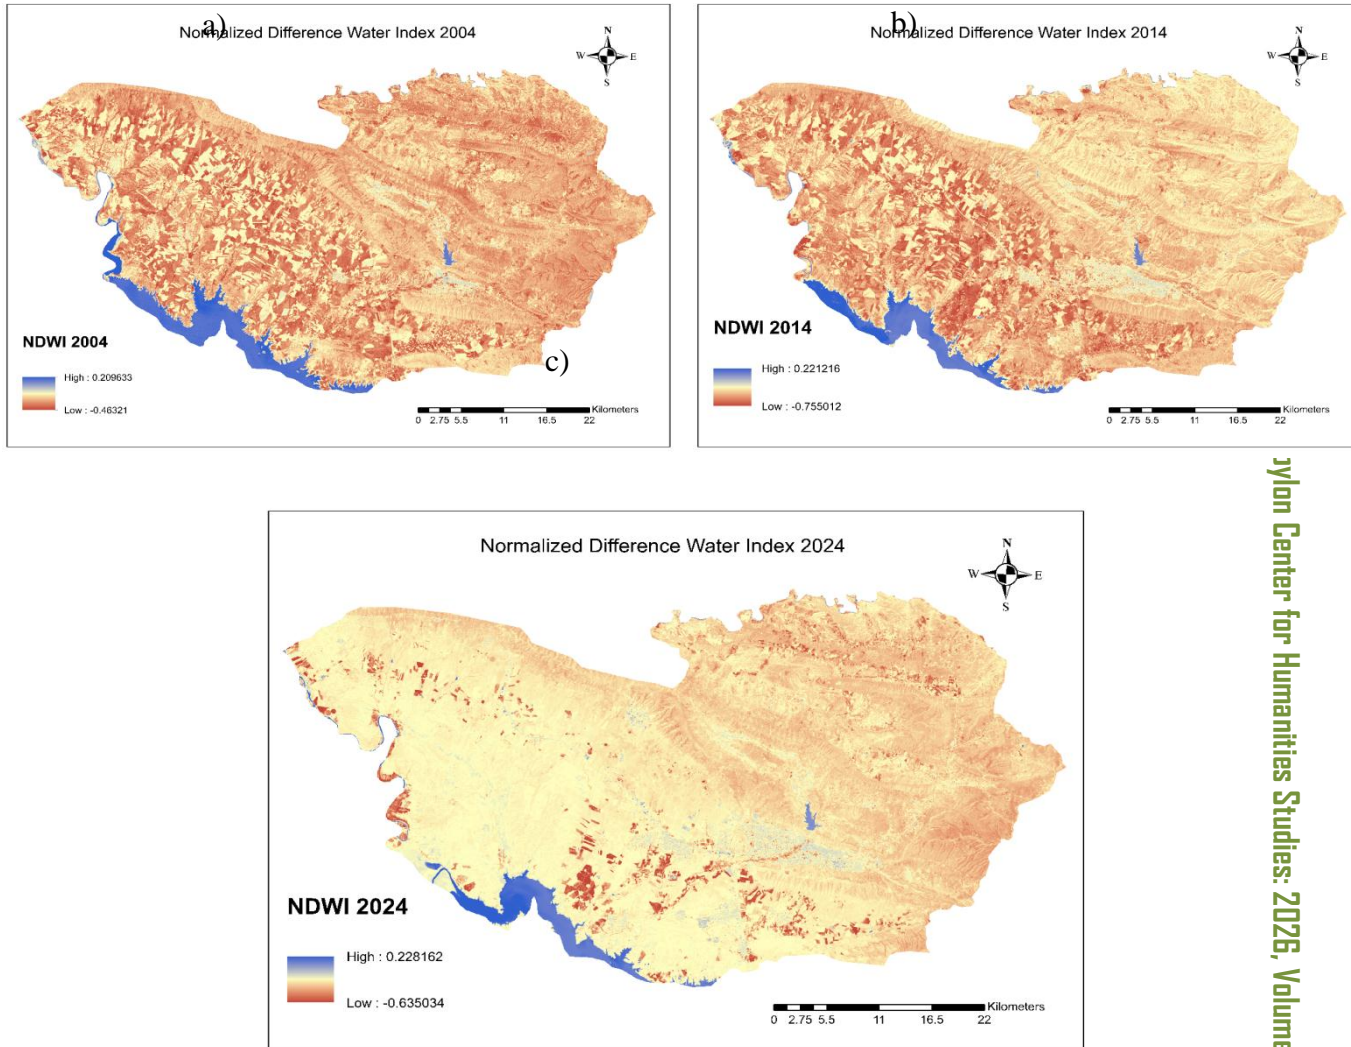 a)
Normalized Difference Water Index 2004
N
W
E
S
NDWI 2004
High : 0.209633
Low : -0.46321
c)
Kilometers
0 2.75 5.5 11 16.5 22
b)
Normalized Difference Water Index 2014
N
W
E
S
NDWI 2014
High : 0.221216
Low : -0.755012
Kilometers
0 2.75 5.5 11 16.5 22
Normalized Difference Water Index 2024
N
W
E
S
NDWI 2024
High : 0.228162
Low : -0.635034
Kilometers
0 2.75 5.5 11 16.5 22
Center for Humanities Studies: 2026, Volume